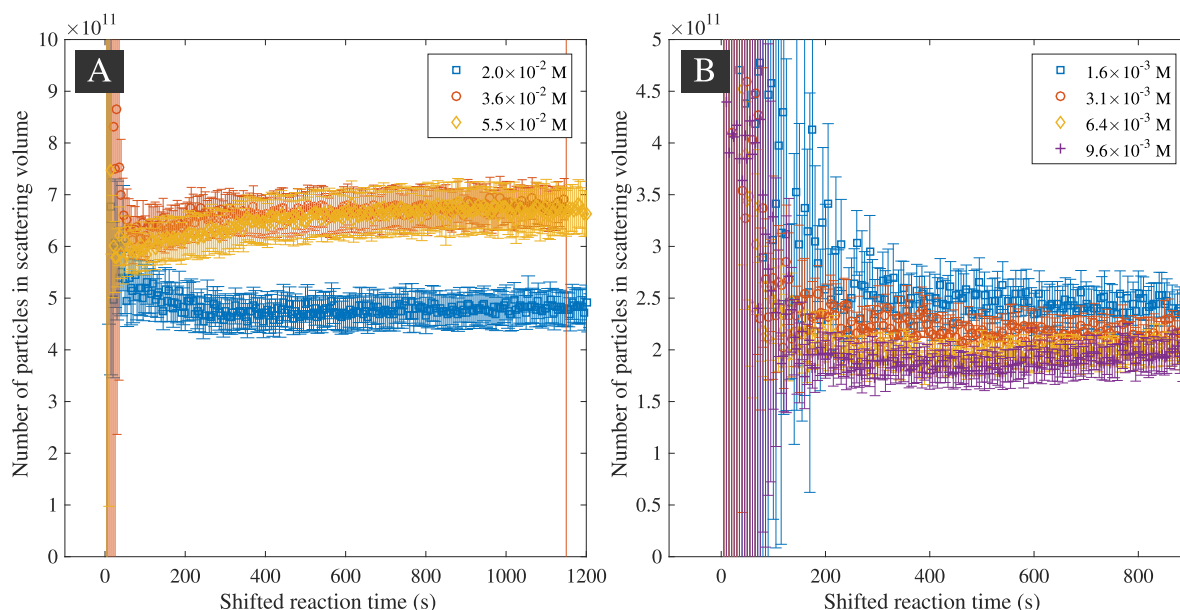 ×10¹¹
A
2.0×10⁻² M
3.6×10⁻² M
5.5×10⁻² M
10
9
8
7
6
5
4
3
2
1
0
Number of particles in scattering volume
0
200
400
600
800
1000
1200
Shifted reaction time (s)
×10¹¹
B
1.6×10⁻³ M
3.1×10⁻³ M
6.4×10⁻³ M
9.6×10⁻³ M
5
4.5
4
3.5
3
2.5
2
1.5
1
0.5
0
Number of particles in scattering volume
0
200
400
600
800
Shifted reaction time (s)